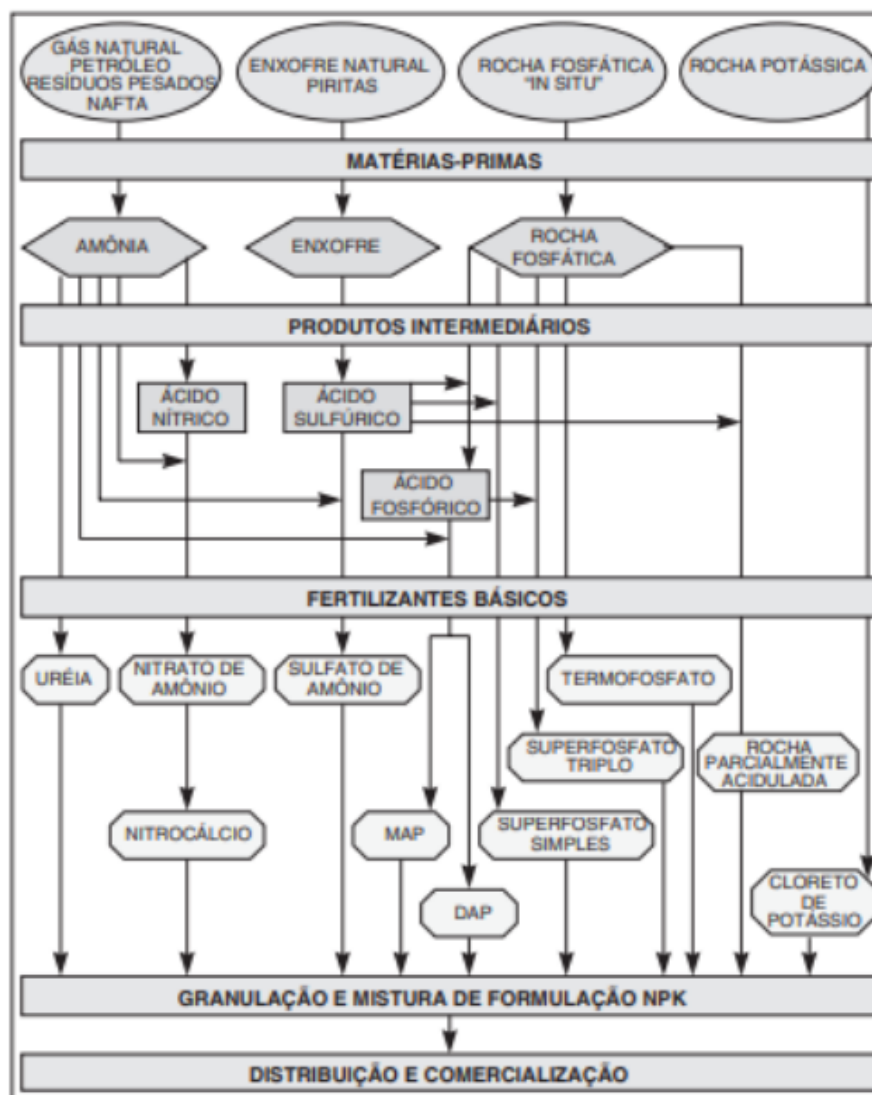 GÁS NATURAL
PETRÓLEO
RESÍDUOS PESADOS
NAFTA
ENXOFRE NATURAL
PIRITAS
ROCHA FOSFÁTICA
"IN SITU"
ROCHA POTÁSSICA
MATÉRIAS-PRIMAS
AMÔNIA
ENXOFRE
ROCHA
FOSFÁTICA
PRODUTOS INTERMEDIÁRIOS
ÁCIDO
NÍTRICO
ÁCIDO
SULFÚRICO
ÁCIDO
FOSFÓRICO
FERTILIZANTES BÁSICOS
URÉIA
NITRATO DE
AMÔNIO
SULFATO DE
AMÔNIO
TERMOFOSFATO
SUPERFOSFATO
TRIPLO
ROCHA
PARCIALMENTE
ACIDULADA
NITROCÁLCIO
MAP
SUPERFOSFATO
SIMPLES
DAP
CLORETO
DE
POTÁSSIO
GRANULAÇÃO E MISTURA DE FORMULAÇÃO NPK
DISTRIBUIÇÃO E COMERCIALIZAÇÃO